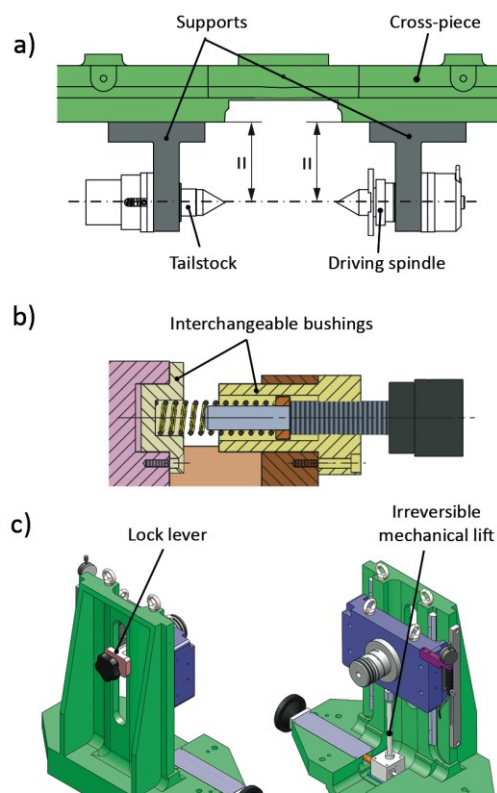 a)
Supports
Cross-piece
=
=
Tailstock
Driving spindle
b)
Interchangeable bushings
c)
Lock lever
Irreversible
mechanical lift